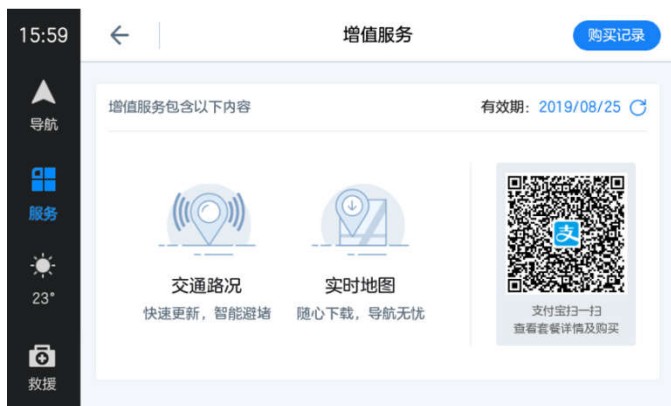 15:59
导航
服务
23°
救援
增值服务
购买记录
增值服务包含以下内容
有效期：2019/08/25
交通路况
快速更新，智能避堵
实时地图
随心下载，导航无忧
支
支付宝扫一扫
查看套餐详情及购买